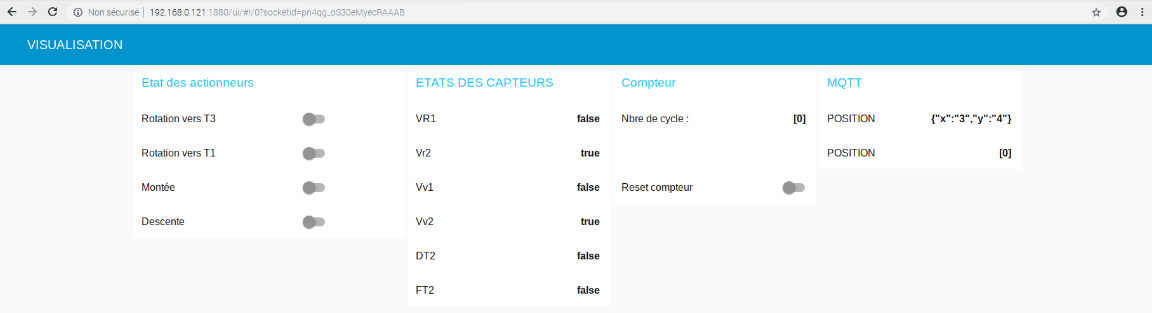 Non sécurisé | 192.168.0.121:1880/ui/#!/0?socketid=pn4qg_oS30eMyecRAAAB
VISUALISATION
Etat des actionneurs
Rotation vers T3
Rotation vers T1
Montée
Descente
ETATS DES CAPTEURS
VR1 false
Vr2 true
Vv1 false
Vv2 true
DT2 false
FT2 false
Compteur
Nbre de cycle : [0]
Reset compteur
MQTT
POSITION {"x":"3","y":"4"}
POSITION [0]